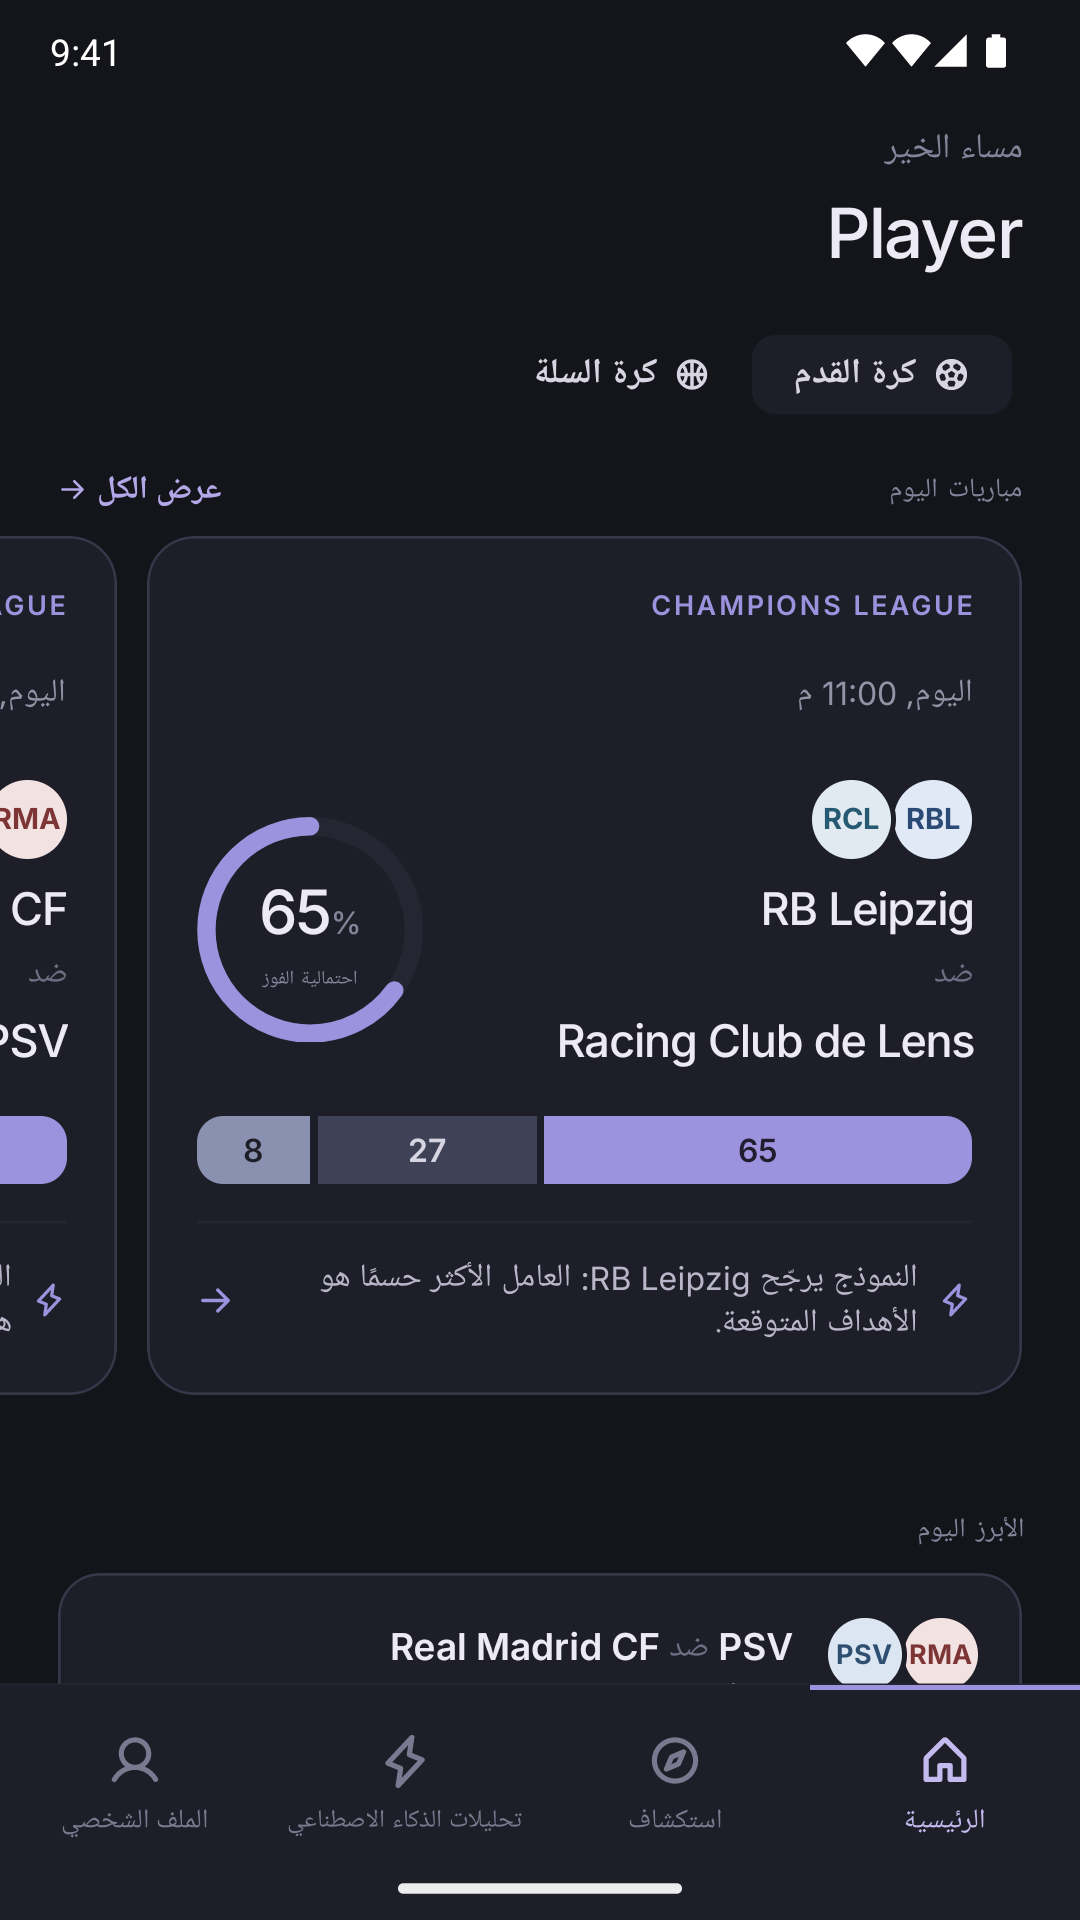 9:41
مساء الخير
Player
كرة القدم
كرة السلة
مباريات اليوم
عرض الكل
CHAMPIONS LEAGUE
اليوم, 11:00 م
RBL
RCL
RB Leipzig
ضد
Racing Club de Lens
65%
احتمالية الفوز
65
27
8
النموذج يرجّح RB Leipzig: العامل الأكثر حسمًا هو
الأهداف المتوقعة.
اليوم,
RMA
CF
ضد
PSV
الأبرز اليوم
RMA
PSV
PSV ضد Real Madrid CF
الرئيسية
استكشاف
تحليلات الذكاء الاصطناعي
الملف الشخصي